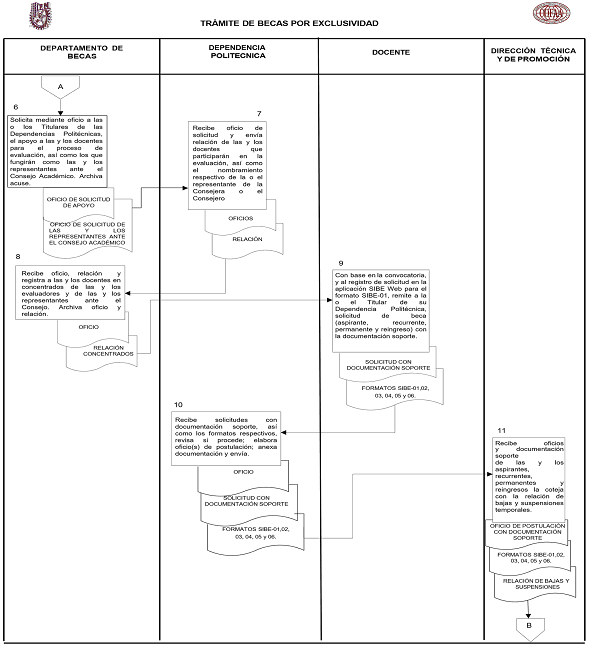 TRÁMITE DE BECAS POR EXCLUSIVIDAD
DEPARTAMENTO DE
BECAS
DEPENDENCIA
POLITECNICA
DOCENTE
DIRECCIÓN TÉCNICA
Y DE PROMOCIÓN
A
6
Solicita mediante oficio a las
o los Titulares de las
Dependencias Politécnicas,
el apoyo a las y los docentes
para el proceso de
evaluación, así como los que
fungirán como las y los
representantes ante el
Consejo Académico. Archiva
acuse.
OFICIO DE SOLICITUD
DE APOYO
OFICIO DE SOLICITUD DE
LAS Y LOS
REPRESENTANTES ANTE
EL CONSEJO ACADÉMICO
7
Recibe oficio de
solicitud y envía
relación de las y los
docentes que
participarán en la
evaluación, así como
el nombramiento
respectivo de la o el
representante de la
Consejera o el
Consejero
OFICIOS
RELACIÓN
8
Recibe oficio, relación y
registra a las y los docentes en
concentrados de las y los
evaluadores y de las y los
representantes ante el
Consejo. Archiva oficio y
relación.
OFICIO
RELACIÓN
CONCENTRADOS
9
Con base en la convocatoria,
y al registro de solicitud en la
aplicación SIBE Web para el
formato SIBE-01, remite a la
o el Titular de su
Dependencia Politécnica,
solicitud de beca
(aspirante, recurrente,
permanente y reingreso) con
la documentación soporte.
SOLICITUD CON
DOCUMENTACIÓN SOPORTE
FORMATOS SIBE-01,02,
03, 04, 05 y 06.
10
Recibe solicitudes con
documentación soporte, así
como los formatos respectivos,
revisa si procede; elabora
oficio(s) de postulación; anexa
documentación y envía.
OFICIO
SOLICITUD CON
DOCUMENTACIÓN SOPORTE
FORMATOS SIBE-01,02,
03, 04, 05 y 06.
11
Recibe oficios
y documentación
soporte
de las y los
aspirantes,
recurrentes,
permanentes y
reingresos la coteja
con la relación de
bajas y suspensiones
temporales.
OFICIO DE POSTULACIÓN
CON DOCUMENTACIÓN
SOPORTE
FORMATOS SIBE-01,02,
03, 04, 05 y 06.
RELACIÓN DE BAJAS Y
SUSPENSIONES
B